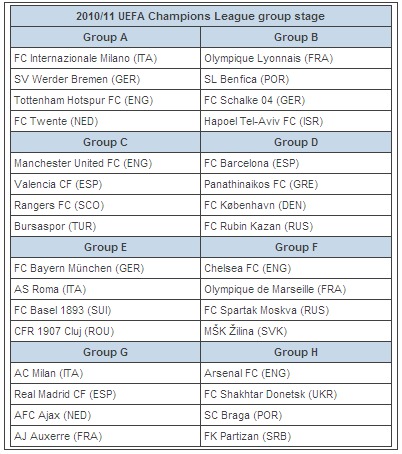 2010/11 UEFA Champions League group stage
Group A Group B
FC Internazionale Milano (ITA) Olympique Lyonnais (FRA)
SV Werder Bremen (GER) SL Benfica (POR)
Tottenham Hotspur FC (ENG) FC Schalke 04 (GER)
FC Twente (NED) Hapoel Tel-Aviv FC (ISR)
Group C Group D
Manchester United FC (ENG) FC Barcelona (ESP)
Valencia CF (ESP) Panathinaikos FC (GRE)
Rangers FC (SCO) FC København (DEN)
Bursaspor (TUR) FC Rubin Kazan (RUS)
Group E Group F
FC Bayern München (GER) Chelsea FC (ENG)
AS Roma (ITA) Olympique de Marseille (FRA)
FC Basel 1893 (SUI) FC Spartak Moskva (RUS)
CFR 1907 Cluj (ROU) MŠK Žilina (SVK)
Group G Group H
AC Milan (ITA) Arsenal FC (ENG)
Real Madrid CF (ESP) FC Shakhtar Donetsk (UKR)
AFC Ajax (NED) SC Braga (POR)
AJ Auxerre (FRA) FK Partizan (SRB)